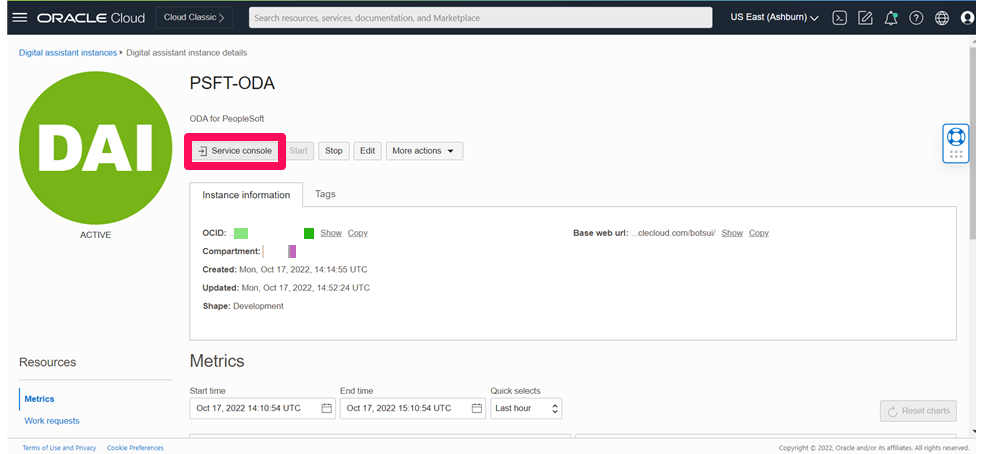 ORACLE Cloud Cloud Classic Search resources, services, documentation, and Marketplace US East (Ashburn)
Digital assistant instances Digital assistant instance details
DAI
ACTIVE
PSFT-ODA
ODA for PeopleSoft
Service console Start Stop Edit More actions
Instance information Tags
OCID: Show Copy Base web url: ...clecloud.com/botsui/ Show Copy
Compartment:
Created: Mon, Oct 17, 2022, 14:14:55 UTC
Updated: Mon, Oct 17, 2022, 14:52:24 UTC
Shape: Development
Resources
Metrics
Work requests
Metrics
Start time End time Quick selects
Oct 17, 2022 14:10:54 UTC Oct 17, 2022 15:10:54 UTC Last hour Reset charts
Terms of Use and Privacy Cookie Preferences Copyright © 2022, Oracle and/or its affiliates. All rights reserved.